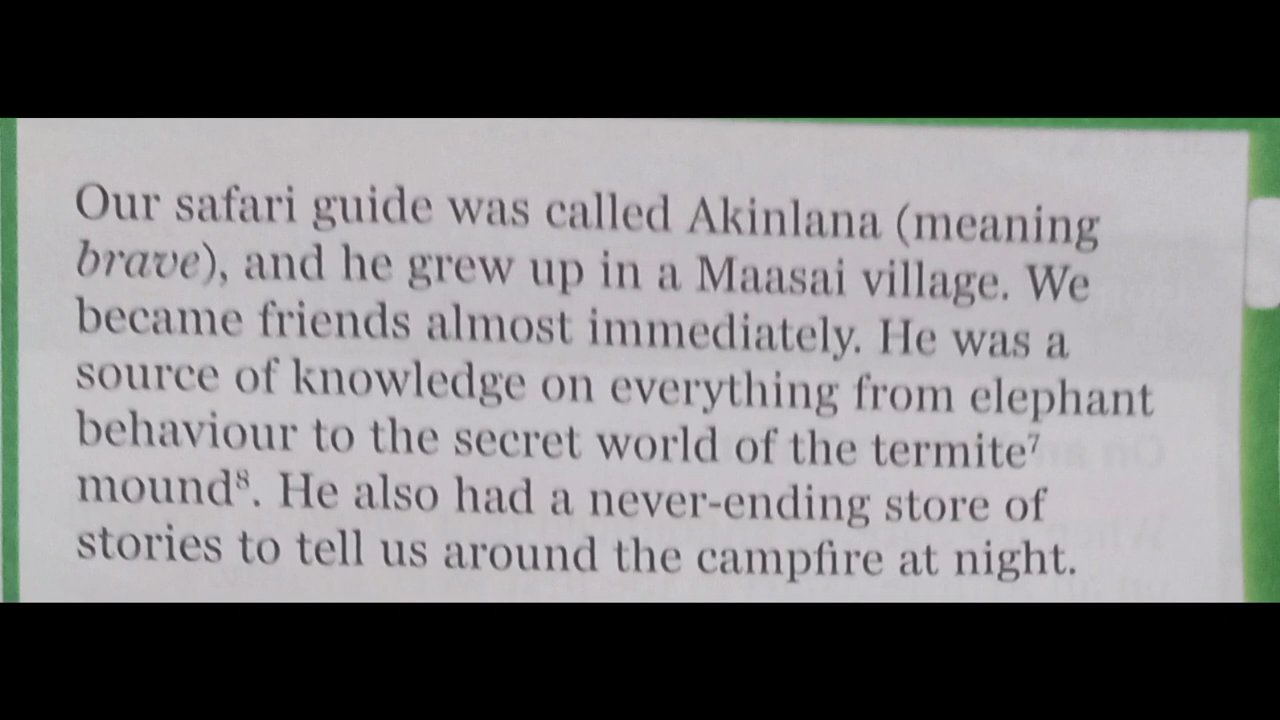 Our safari guide was called Akinlana (meaning
brave), and he grew up in a Maasai village. We
became friends almost immediately. He was a
source of knowledge on everything from elephant
behaviour to the secret world of the termite⁷
mound⁸. He also had a never-ending store of
stories to tell us around the campfire at night.